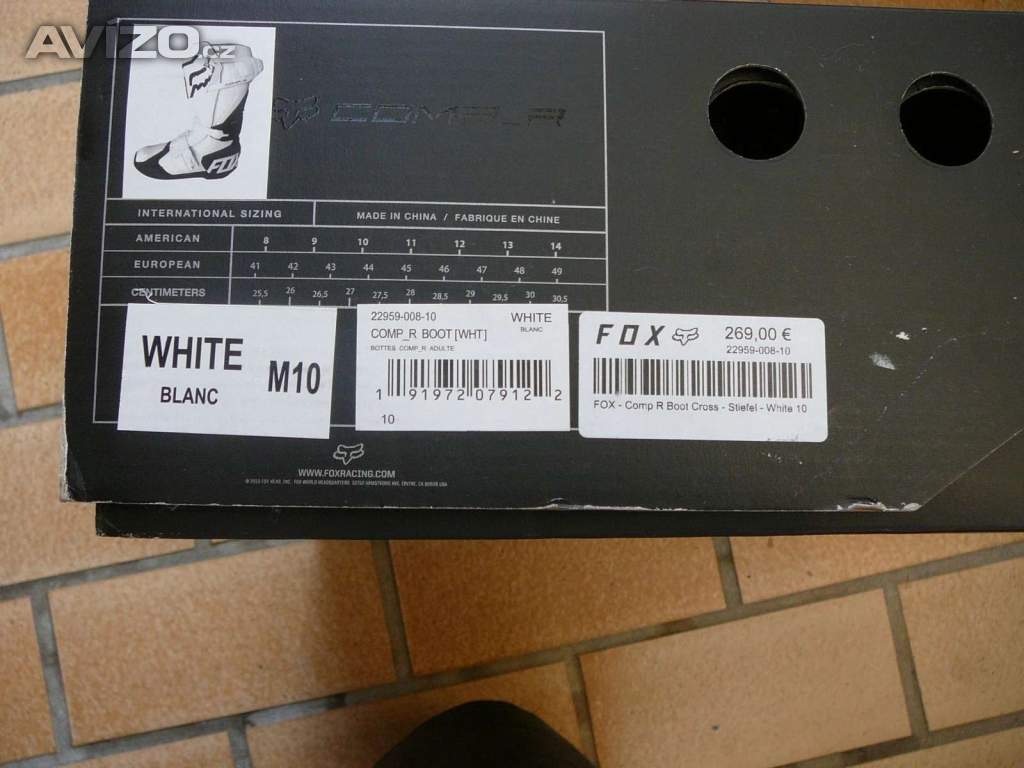 AVIZO.cz
FOX
COMP_R
INTERNATIONAL SIZING
MADE IN CHINA / FABRIQUE EN CHINE
AMERICAN 8 9 10 11 12 13 14
EUROPEAN 41 42 43 44 45 46 47 48 49
CENTIMETERS 25,5 26 26,5 27 27,5 28 28,5 29 29,5 30 30,5
WHITE
BLANC
M10
22959-008-10 WHITE
COMP_R BOOT [WHT] BLANC
BOTTES COMP_R ADULTE
1 91972 07912 2
10
FOX 269,00 €
22959-008-10
FOX - Comp R Boot Cross - Stiefel - White 10
WWW.FOXRACING.COM